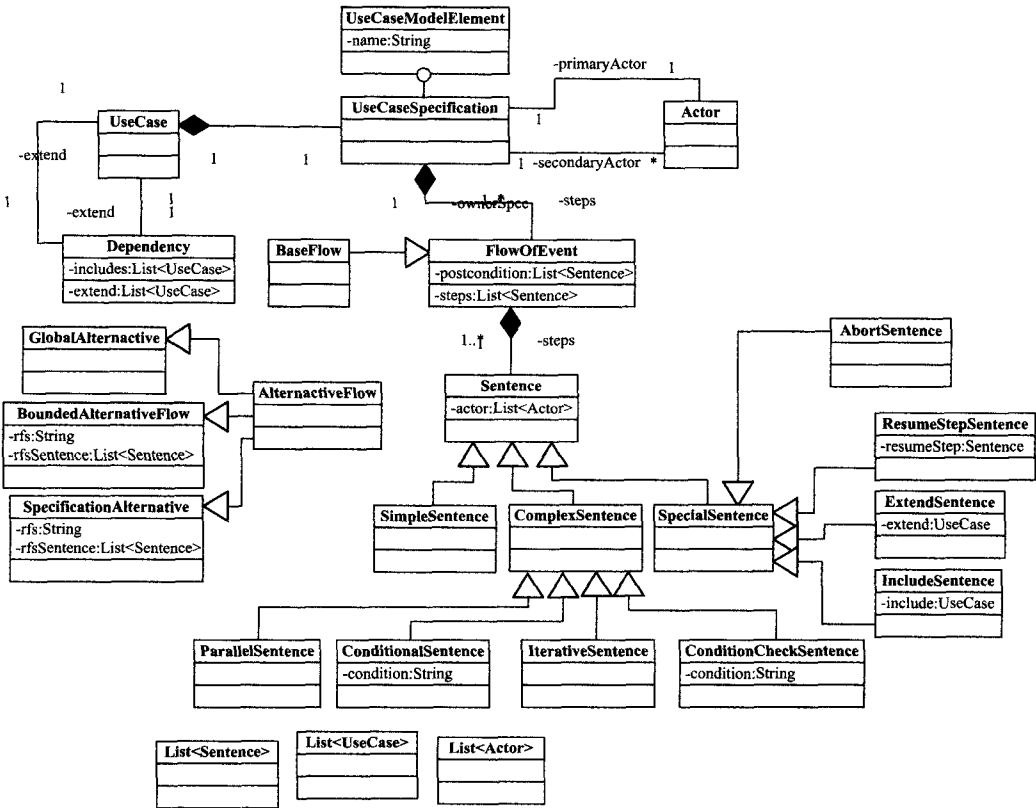 UseCaseModelElement
-name:String
-primaryActor
1
1
UseCase
UseCaseSpecification
1
Actor
-extend
1
1
1
-secondaryActor
*
1
-extend
1
1
1
-steps
Dependency
-includes:List<UseCase>
-extend:List<UseCase>
BaseFlow
FlowOfEvent
-postcondition:List<Sentence>
-steps:List<Sentence>
GlobalAlternactive
-steps
AbortSentence
AlternactiveFlow
Sentence
-actor:List<Actor>
BoundedAlternativeFlow
-rfs:String
-rfsSentence:List<Sentence>
ResumeStepSentence
-resumeStep:Sentence
SpecificationAlternative
-rfs:String
-rfsSentence:List<Sentence>
SimpleSentence
ComplexSentence
SpecialSentence
ExtendSentence
-extend:UseCase
IncludeSentence
-include:UseCase
ParallelSentence
ConditionalSentence
-condition:String
IterativeSentence
ConditionCheckSentence
-condition:String
List<Sentence>
List<UseCase>
List<Actor>